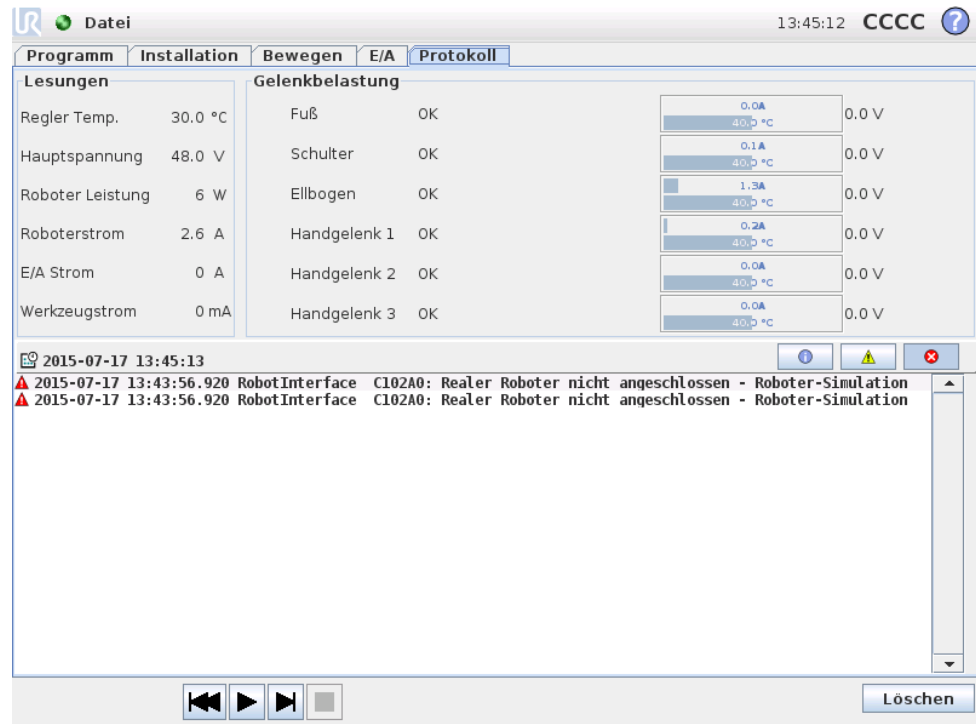 UR Datei 13:45:12 CCCC ?
Programm Installation Bewegen E/A Protokoll
Lesungen Gelenkbelastung
Regler Temp. 30.0 °C
Hauptspannung 48.0 V
Roboter Leistung 6 W
Roboterstrom 2.6 A
E/A Strom 0 A
Werkzeugstrom 0 mA
Fuß OK 0.0A 40.0 °C 0.0 V
Schulter OK 0.1A 40.0 °C 0.0 V
Ellbogen OK 1.3A 40.0 °C 0.0 V
Handgelenk 1 OK 0.2A 40.0 °C 0.0 V
Handgelenk 2 OK 0.0A 40.0 °C 0.0 V
Handgelenk 3 OK 0.0A 40.0 °C 0.0 V
2015-07-17 13:45:13
2015-07-17 13:43:56.920 RobotInterface C102A0: Realer Roboter nicht angeschlossen - Roboter-Simulation
2015-07-17 13:43:56.920 RobotInterface C102A0: Realer Roboter nicht angeschlossen - Roboter-Simulation
Löschen